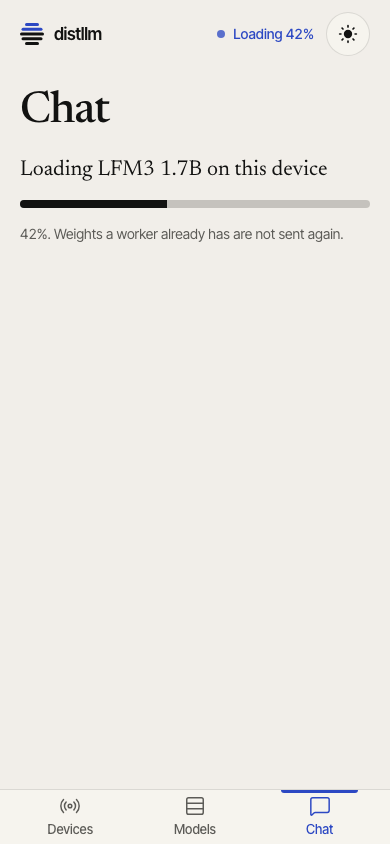 distllm
Loading 42%
Chat
Loading LFM3 1.7B on this device
42%. Weights a worker already has are not sent again.
Devices
Models
Chat